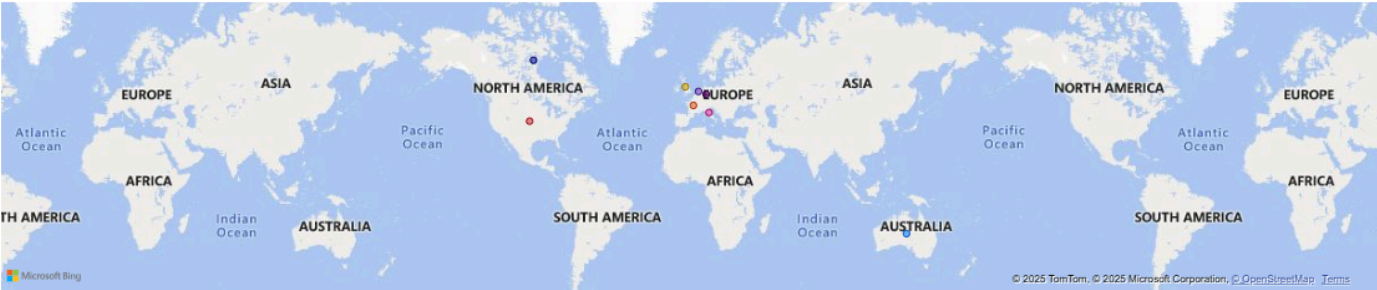 ASIA
ASIA
NORTH AMERICA
NORTH AMERICA
EUROPE
EUROPE
EUROPE
Atlantic
Ocean
Pacific
Ocean
Atlantic
Ocean
Pacific
Ocean
Atlantic
Ocean
AFRICA
AFRICA
AFRICA
TH AMERICA
Indian
Ocean
AUSTRALIA
SOUTH AMERICA
Indian
Ocean
AUSTRALIA
SOUTH AMERICA
Microsoft Bing
© 2025 TomTom, © 2025 Microsoft Corporation, © OpenStreetMap Terms